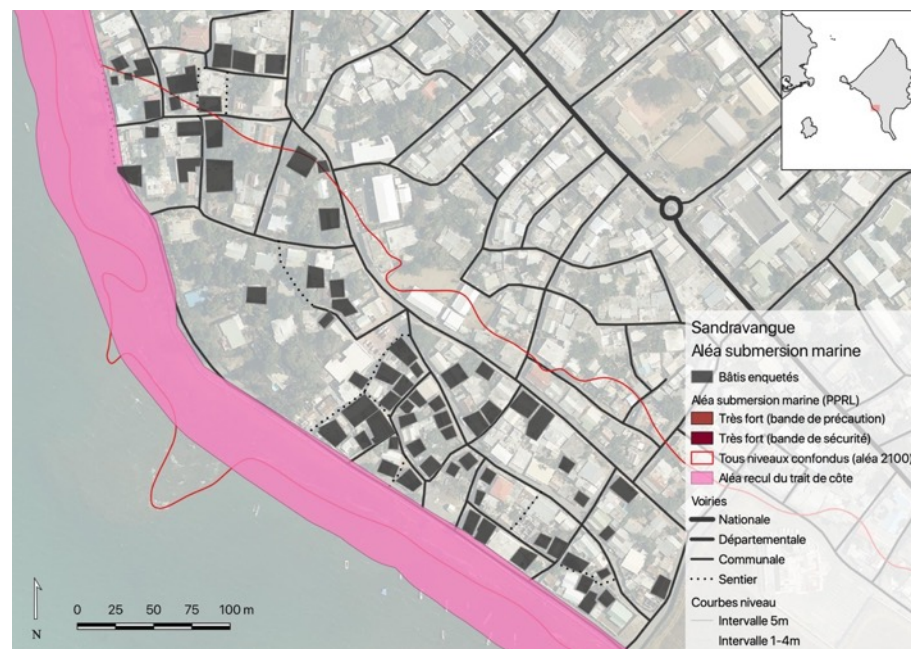 Sandravangue
Aléa submersion marine
Bâtis enquetés
Aléa submersion marine (PPRL)
Très fort (bande de précaution)
Très fort (bande de sécurité)
Tous niveaux confondus (aléa 2100)
Aléa recul du trait de côte
Voiries
Nationale
Départementale
Communale
Sentier
Courbes niveau
Intervalle 5m
Intervalle 1-4m
N
0 25 50 75 100 m